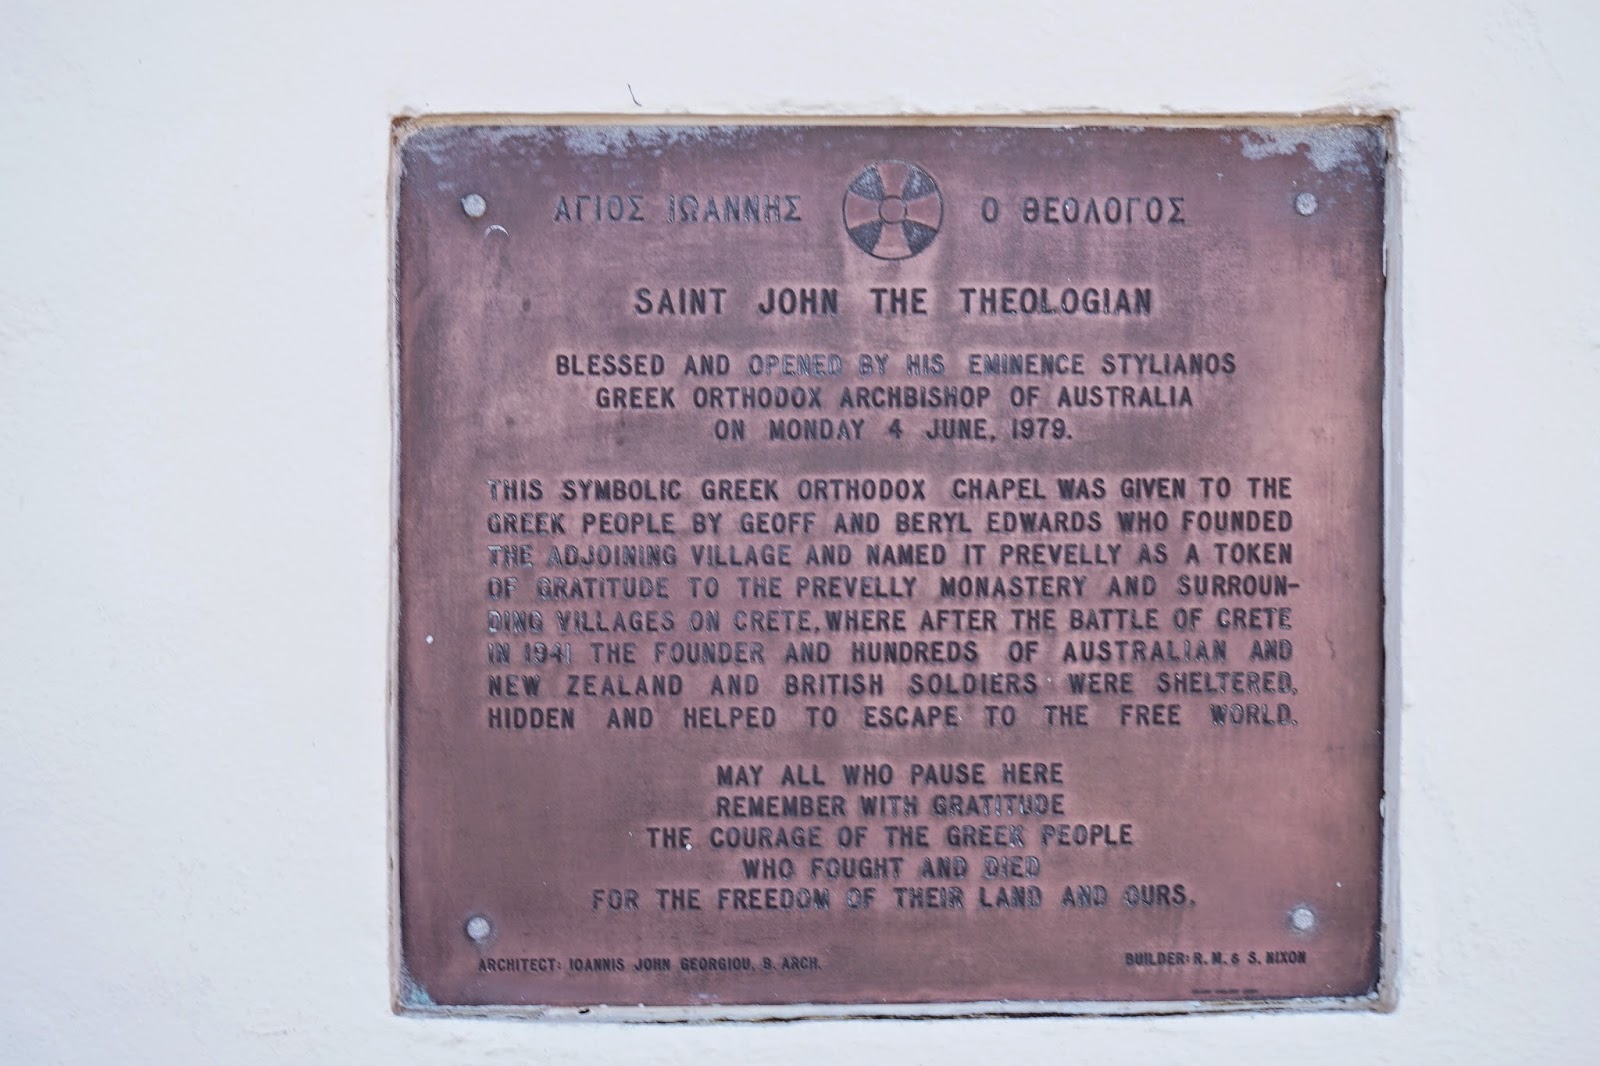 ΑΓΙΟΣ ΙΩΑΝΝΗΣ Ο ΘΕΟΛΟΓΟΣ
SAINT JOHN THE THEOLOGIAN
BLESSED AND OPENED BY HIS EMINENCE STYLIANOS
GREEK ORTHODOX ARCHBISHOP OF AUSTRALIA
ON MONDAY 4 JUNE, 1979.
THIS SYMBOLIC GREEK ORTHODOX CHAPEL WAS GIVEN TO THE
GREEK PEOPLE BY GEOFF AND BERYL EDWARDS WHO FOUNDED
THE ADJOINING VILLAGE AND NAMED IT PREVELLY AS A TOKEN
OF GRATITUDE TO THE PREVELLY MONASTERY AND SURROUN-
DING VILLAGES ON CRETE, WHERE AFTER THE BATTLE OF CRETE
IN 1941 THE FOUNDER AND HUNDREDS OF AUSTRALIAN AND
NEW ZEALAND AND BRITISH SOLDIERS WERE SHELTERED,
HIDDEN AND HELPED TO ESCAPE TO THE FREE WORLD.
MAY ALL WHO PAUSE HERE
REMEMBER WITH GRATITUDE
THE COURAGE OF THE GREEK PEOPLE
WHO FOUGHT AND DIED
FOR THE FREEDOM OF THEIR LAND AND OURS.
ARCHITECT: IOANNIS JOHN GEORGIOU, B. ARCH. BUILDER: R. M. & S. NIXON